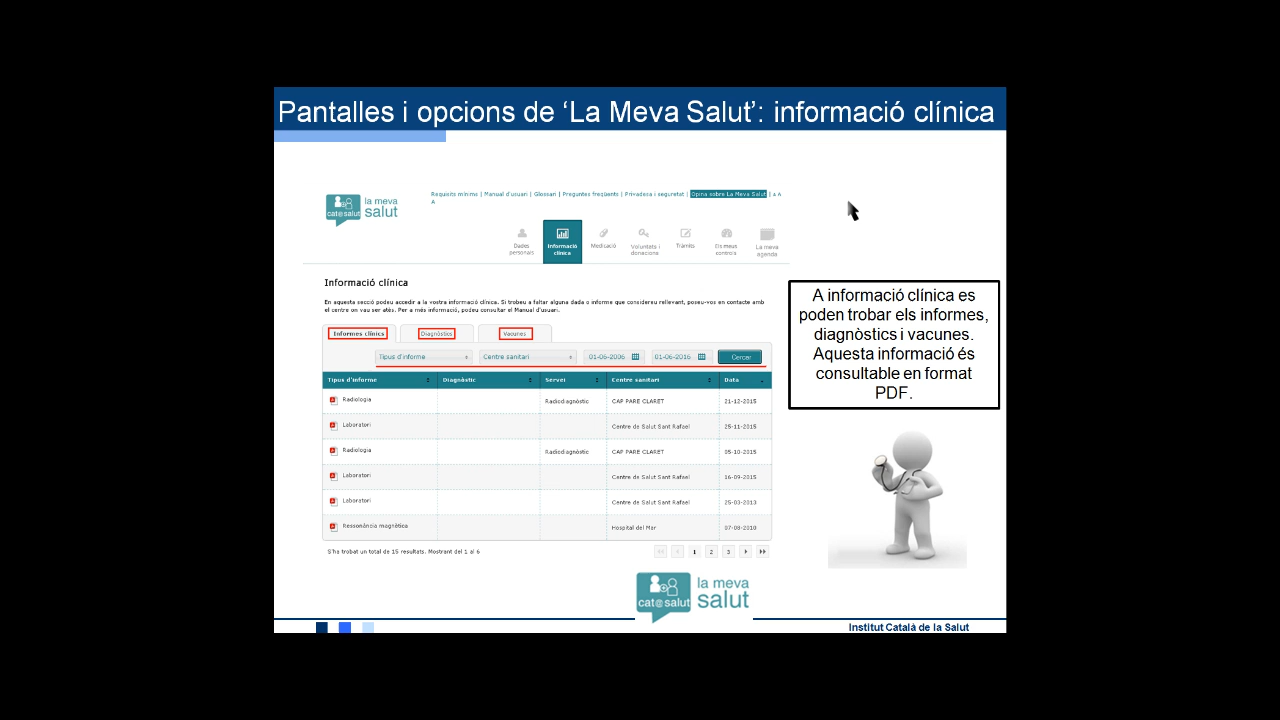 Pantalles i opcions de ‘La Meva Salut’: informació clínica
cat@salut
la meva
salut
Requisits mínims | Manual d'usuari | Glossari | Preguntes freqüents | Privadesa i seguretat | Opina sobre La Meva Salut | a A
A
Dades personals
Informació clínica
Medicació
Voluntats i donacions
Tràmits
Els meus controls
La meva agenda
Informació clínica
En aquesta secció podeu accedir a la vostra informació clínica. Si trobeu a faltar alguna dada o informe que considereu rellevant, poseu-vos en contacte amb
el centre on vau ser atès. Per a més informació, podeu consultar el Manual d'usuari.
Informes clínics Diagnòstics Vacunes
Tipus d'informe Centre sanitari 01-06-2006 01-06-2016 Cercar
Tipus d'informe Diagnòstic Servei Centre sanitari Data
Radiologia Radiodiagnòstic CAP PARE CLARET 21-12-2015
Laboratori Centre de Salut Sant Rafael 25-11-2015
Radiologia Radiodiagnòstic CAP PARE CLARET 05-10-2015
Laboratori Centre de Salut Sant Rafael 16-09-2015
Laboratori Centre de Salut Sant Rafael 25-03-2013
Ressonància magnètica Hospital del Mar 07-08-2010
S'ha trobat un total de 15 resultats. Mostrant del 1 al 6
1 2 3
A informació clínica es
poden trobar els informes,
diagnòstics i vacunes.
Aquesta informació és
consultable en format
PDF.
cat@salut
la meva
salut
Institut Català de la Salut